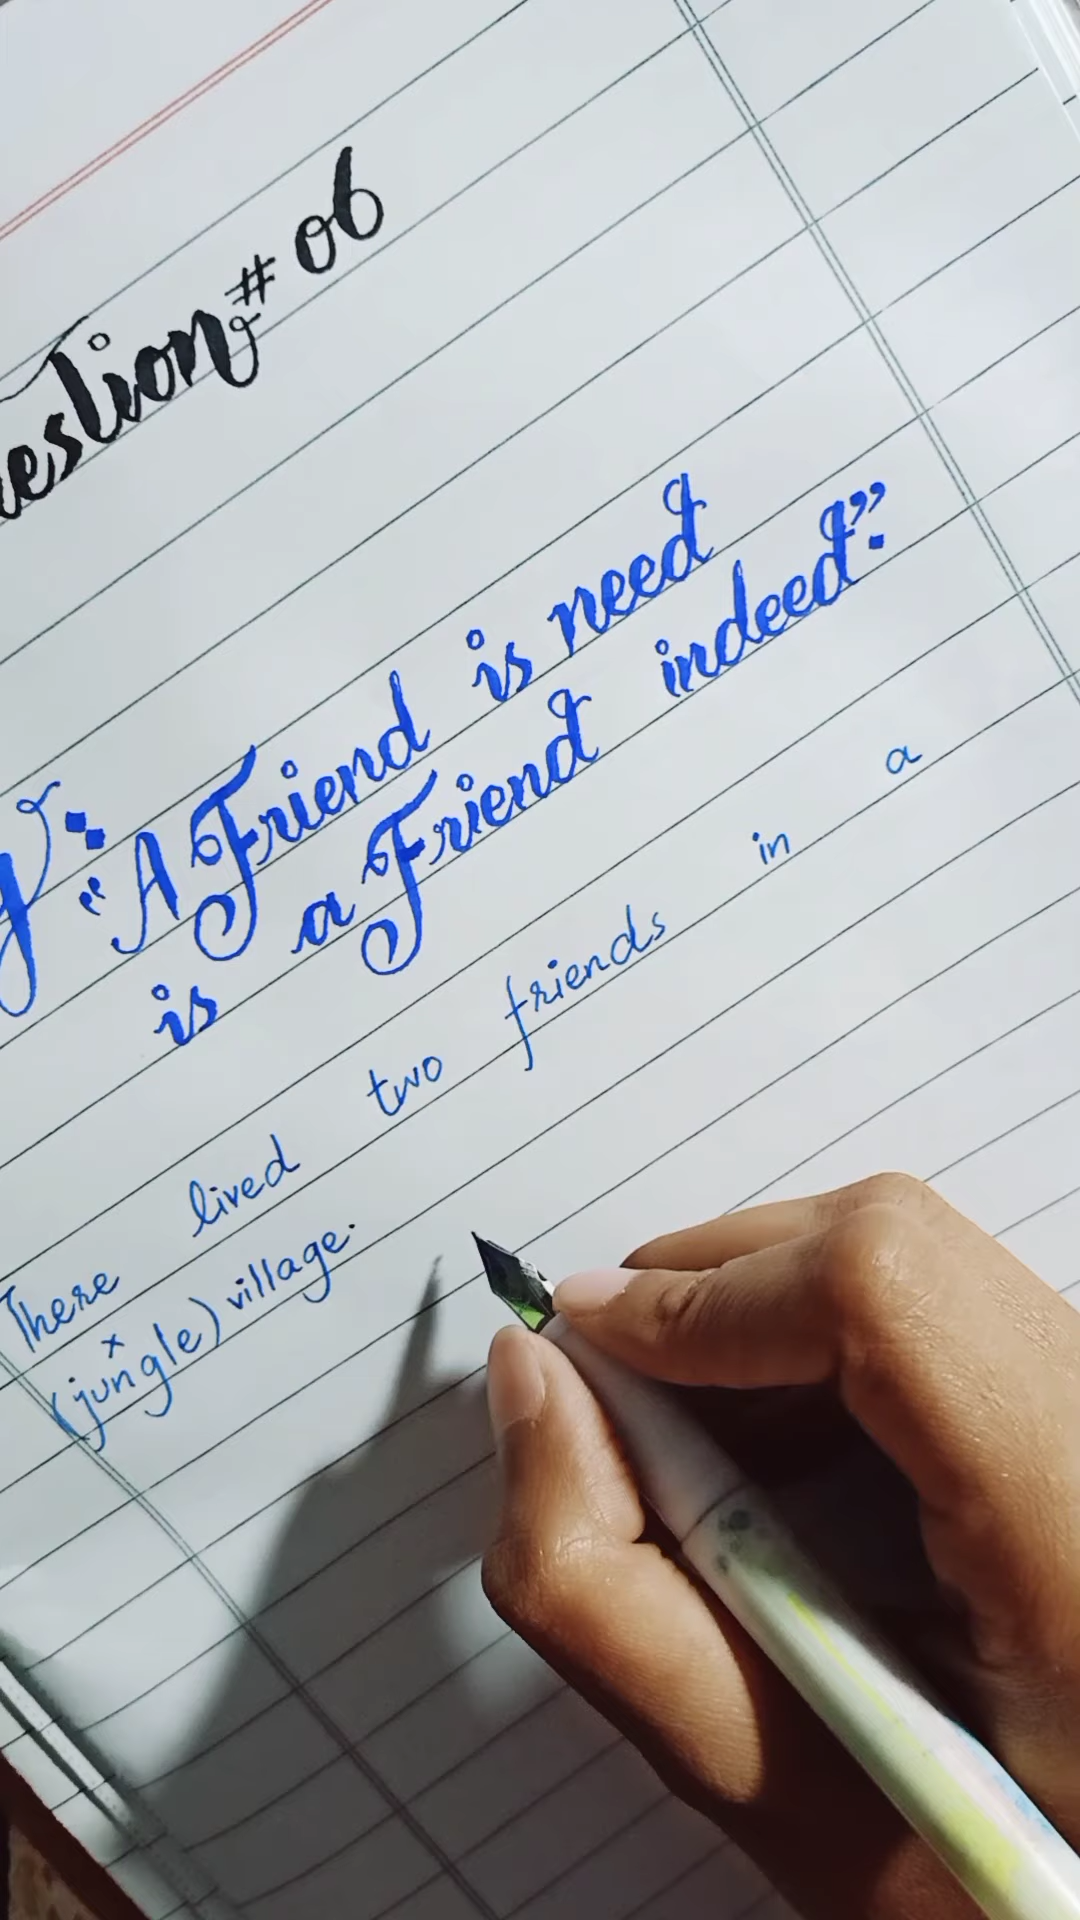 estion # 06
y: "A Friend is need
is a Friend indeed".
There lived two friends in a
(jungle) village.